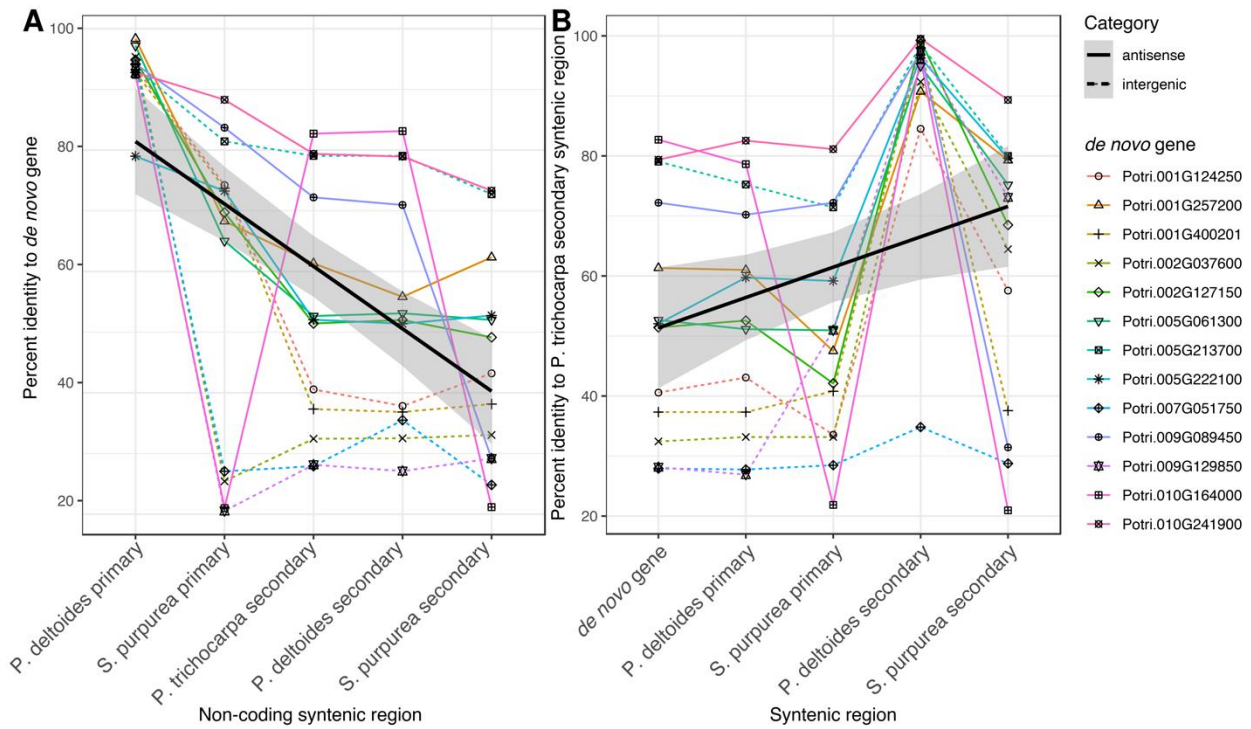 A
Percent identity to de novo gene
100
80
60
40
20
P. deltoides primary
S. surpurea primary
P. trichocarpa secondary
P. deltoides secondary
S. surpurea secondary
Non-coding syntenic region
B
Percent identity to P. trichocarpa secondary syntenic region
100
80
60
40
20
de novo gene
P. deltoides primary
S. surpurea primary
P. deltoides secondary
S. surpurea secondary
Syntenic region
Category
antisense
intergenic
de novo gene
Potri.001G124250
Potri.001G257200
Potri.001G400201
Potri.002G037600
Potri.002G127150
Potri.005G061300
Potri.005G213700
Potri.005G222100
Potri.007G051750
Potri.009G089450
Potri.009G129850
Potri.010G164000
Potri.010G241900